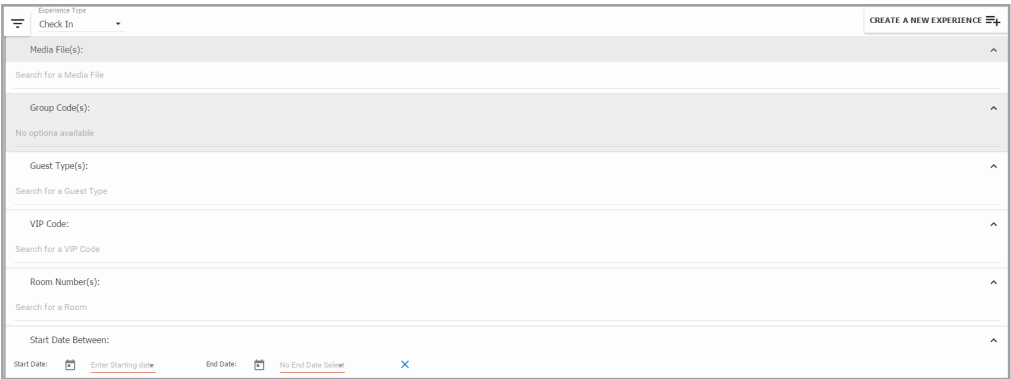 Experience Type
Check In
CREATE A NEW EXPERIENCE
Media File(s):
Search for a Media File
Group Code(s):
No options available
Guest Type(s):
Search for a Guest Type
VIP Code:
Search for a VIP Code
Room Number(s):
Search for a Room
Start Date Between:
Start Date: Enter Starting date End Date: No End Date Select